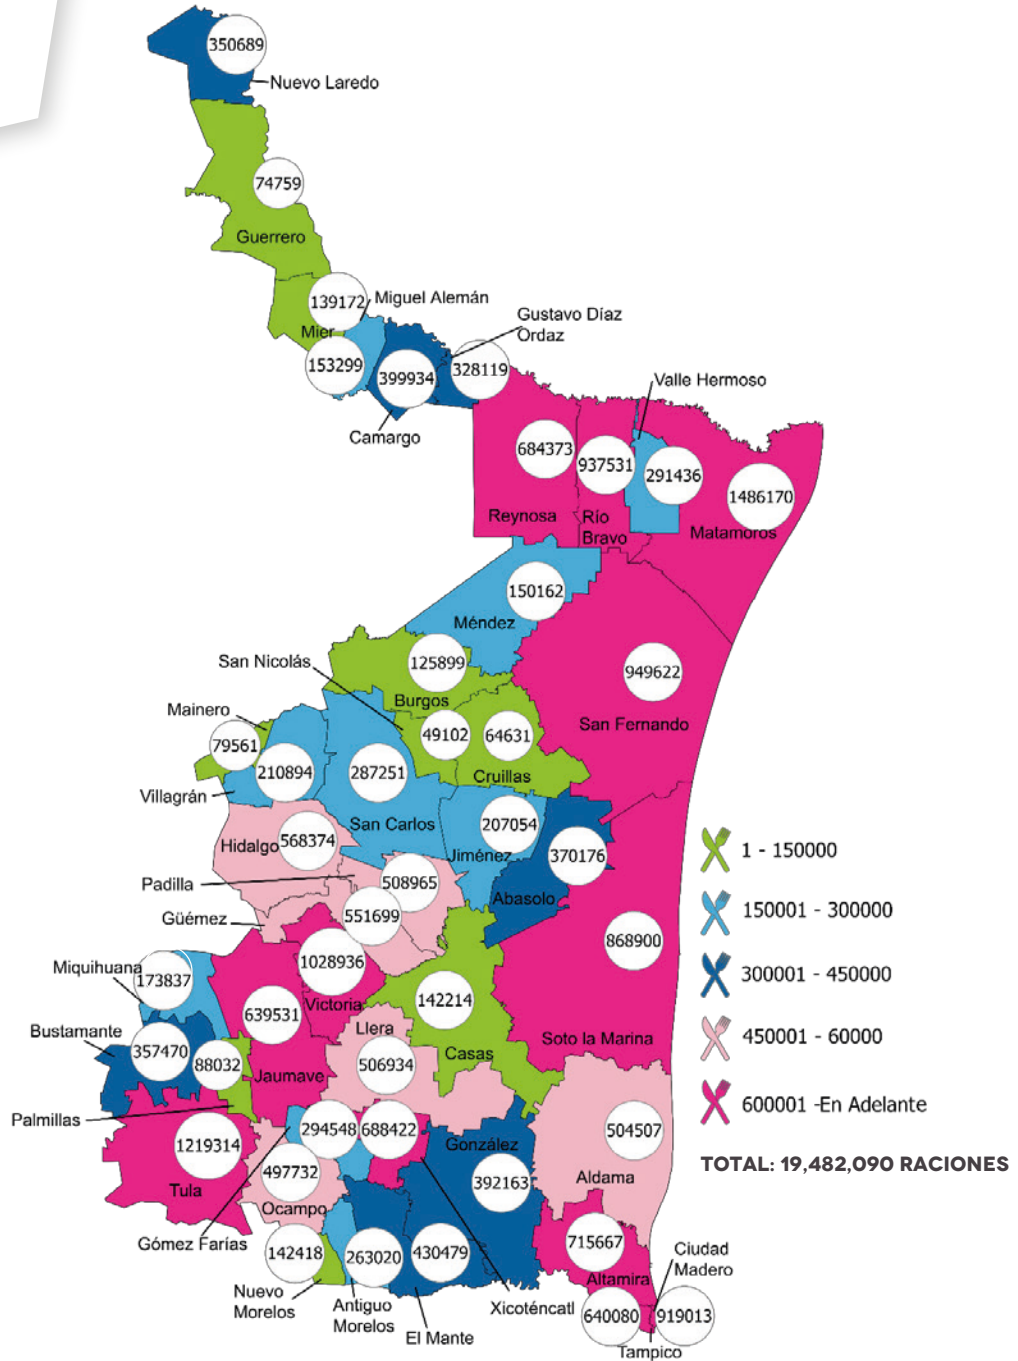 350689
Nuevo Laredo
74759
Guerrero
139172
Miguel Alemán
Mier
Gustavo Díaz
Ordaz
153299
399934
328119
Valle Hermoso
Camargo
684373
937531
291436
1486170
Reynosa
Río
Bravo
Matamoros
150162
Méndez
San Nicolás
125899
949622
Burgos
Mainero
San Fernando
79561
49102
64631
210894
287251
Cruillas
Villagrán
San Carlos
207054
Hidalgo
568374
Jiménez
370176
1 - 150000
Padilla
508965
Abasolo
150001 - 300000
Güémez
551699
868900
Miquihuana
173837
1028936
300001 - 450000
Victoria
142214
639531
Llera
Bustamante
357470
Soto la Marina
450001 - 60000
88032
506934
Casas
Jaumave
600001 -En Adelante
Palmillas
294548
688422
504507
1219314
González
TOTAL: 19,482,090 RACIONES
497732
392163
Aldama
Tula
Ocampo
Gómez Farías
142418
263020
430479
715667
Ciudad
Madero
Altamira
Nuevo
Morelos
Antiguo
Morelos
Xicoténcatl
640080
919013
El Mante
Tampico